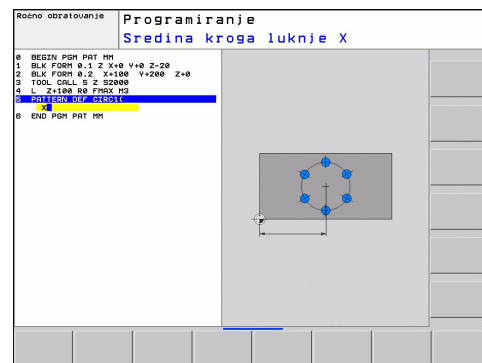 Ročno obratovanje
Programiranje
Sredina kroga luknje X
0 BEGIN PGM PAT MM
1 BLK FORM 0.1 Z X+0 Y+0 Z-20
2 BLK FORM 0.2 X+100 Y+200 Z+0
3 TOOL CALL 5 Z S2000
4 L Z+100 R0 FMAX M3
5 PATTERN DEF CIRC1(
X
6 END PGM PAT MM